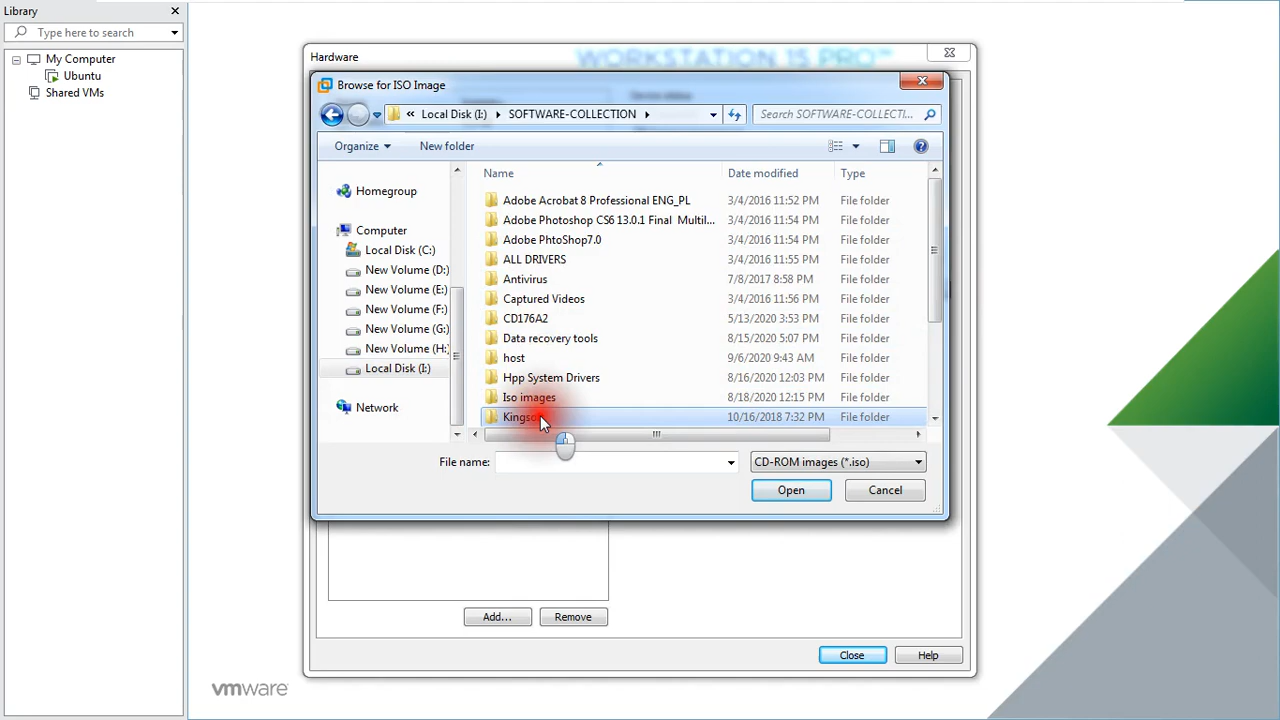 Library
Type here to search
My Computer
Ubuntu
Shared VMs
WORKSTATION 15 PRO™
Hardware
Browse for ISO Image
Local Disk (I:) SOFTWARE-COLLECTION
Search SOFTWARE-COLLECTI...
Organize New folder
Name Date modified Type
Homegroup
Computer
Local Disk (C:)
New Volume (D:)
New Volume (E:)
New Volume (F:)
New Volume (G:)
New Volume (H:)
Local Disk (I:)
Network
Adobe Acrobat 8 Professional ENG_PL 3/4/2016 11:52 PM File folder
Adobe Photoshop CS6 13.0.1 Final Multil... 3/4/2016 11:54 PM File folder
Adobe PhtoShop7.0 3/4/2016 11:54 PM File folder
ALL DRIVERS 3/4/2016 11:55 PM File folder
Antivirus 7/8/2017 8:58 PM File folder
Captured Videos 3/4/2016 11:56 PM File folder
CD176A2 5/13/2020 3:53 PM File folder
Data recovery tools 8/15/2020 5:07 PM File folder
host 9/6/2020 9:43 AM File folder
Hpp System Drivers 8/16/2020 12:03 PM File folder
Iso images 8/18/2020 12:15 PM File folder
10/16/2018 7:32 PM File folder
File name: CD-ROM images (*.iso)
Open Cancel
Add... Remove
Close Help
vmware